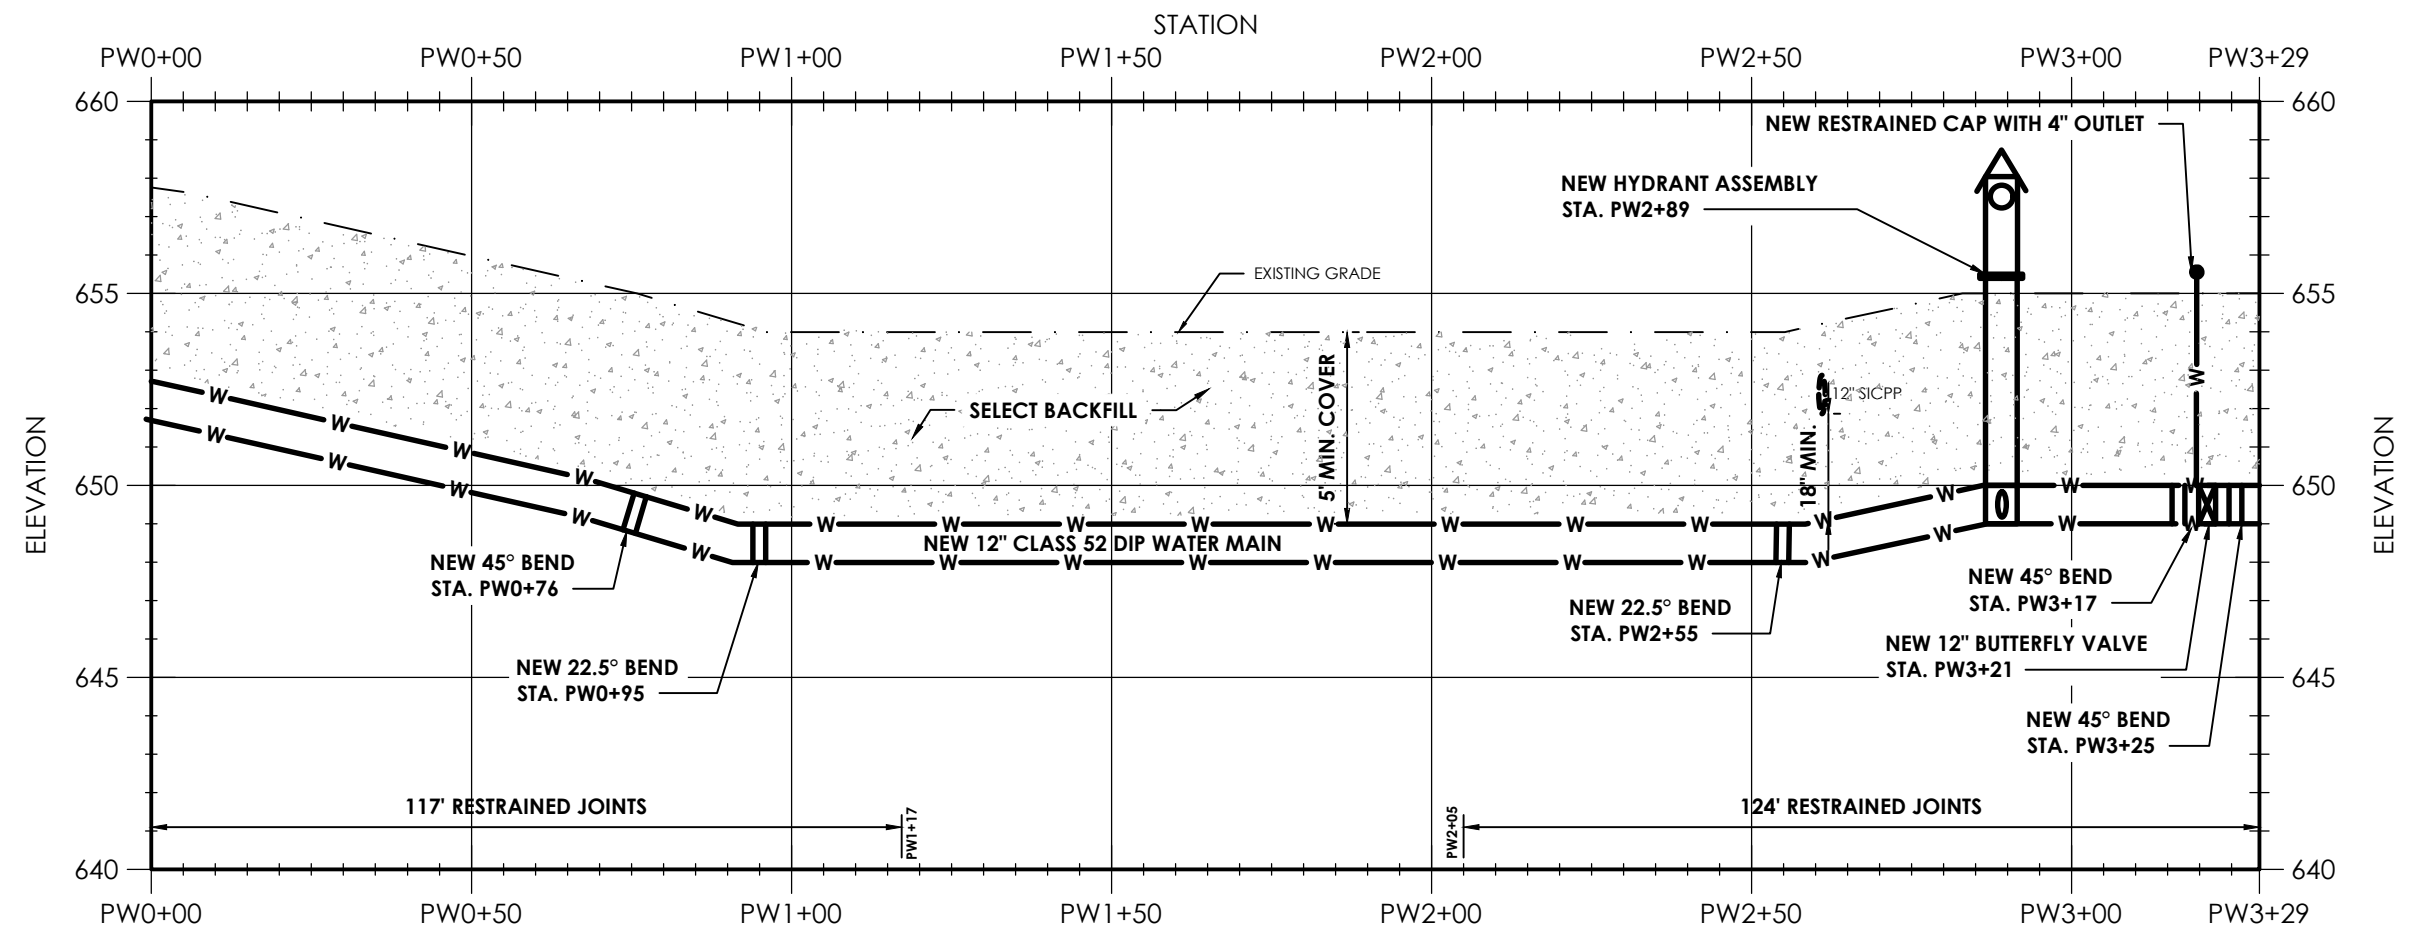 STATION
PW0+00 PW0+50 PW1+00 PW1+50 PW2+00 PW2+50 PW3+00 PW3+29
660 660
NEW RESTRAINED CAP WITH 4" OUTLET
NEW HYDRANT ASSEMBLY
STA. PW2+89
EXISTING GRADE
655 655
5' MIN. COVER
12" SICPP
W
W W
SELECT BACKFILL
18" MIN.
ELEVATION
ELEVATION
W W
W W
W W
650 650
W W W W W W W W W W W W W W
NEW 12" CLASS 52 DIP WATER MAIN
W W W W W W W W W W W W W
NEW 45° BEND
STA. PW0+76
NEW 45° BEND
STA. PW3+17
NEW 22.5° BEND
STA. PW2+55
NEW 12" BUTTERFLY VALVE
STA. PW3+21
NEW 22.5° BEND
STA. PW0+95
645 645
NEW 45° BEND
STA. PW3+25
117' RESTRAINED JOINTS
PW1+17
PW2+05
124' RESTRAINED JOINTS
640 640
PW0+00 PW0+50 PW1+00 PW1+50 PW2+00 PW2+50 PW3+00 PW3+29